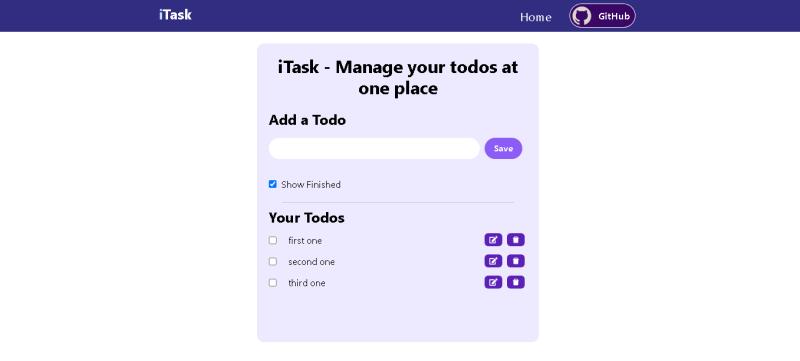 iTask
Home
GitHub
iTask - Manage your todos at
one place
Add a Todo
Save
Show Finished
Your Todos
first one
second one
third one